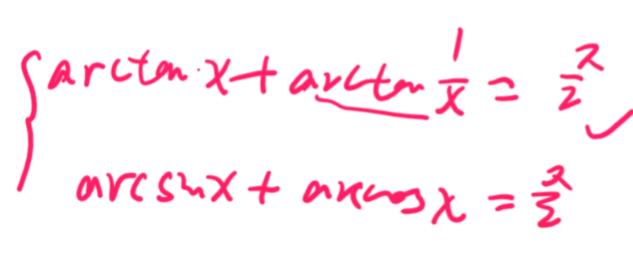 arctan x + arctan 1/x = π/2 ✓
arcsin x + arccos x = π/2